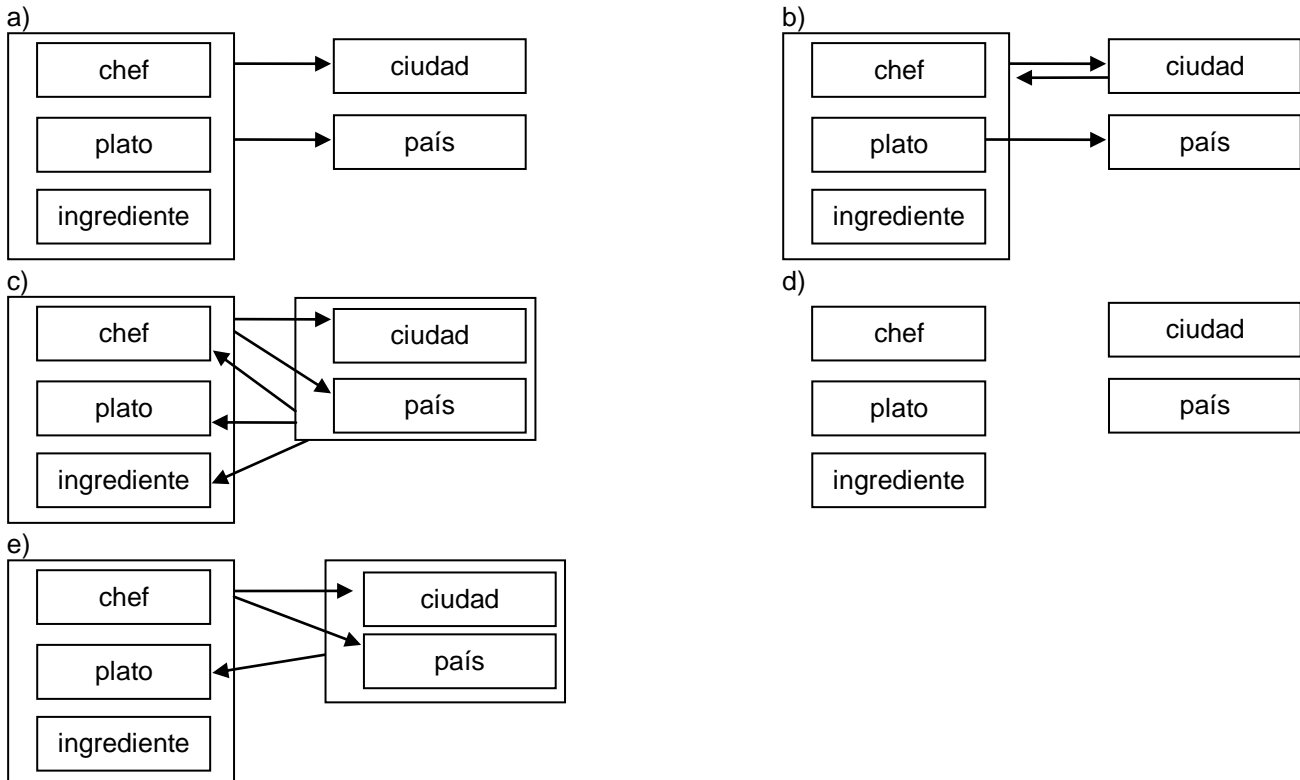 a)
chef
ciudad
plato
país
ingrediente
b)
chef
ciudad
plato
país
ingrediente
c)
chef
ciudad
plato
país
ingrediente
d)
chef
ciudad
plato
país
ingrediente
e)
chef
ciudad
plato
país
ingrediente